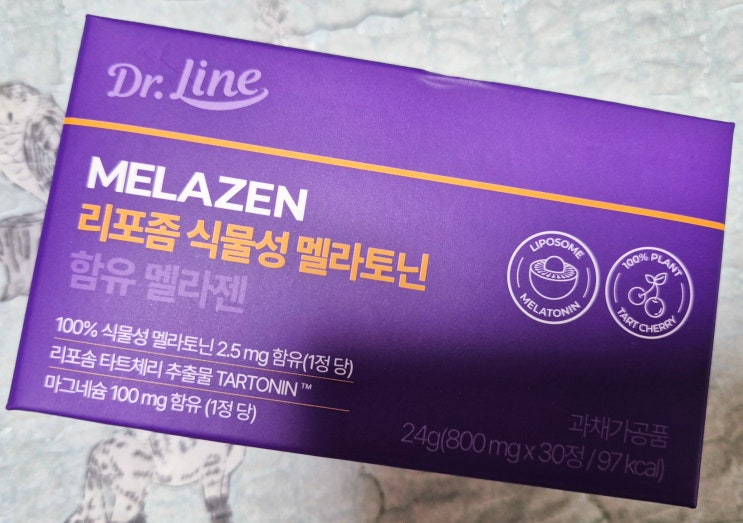 Dr. Line
MELAZEN
리포좀 식물성 멜라토닌
함유 멜라젠
LIPOSOME
MELATONIN
100% PLANT
TART CHERRY
100% 식물성 멜라토닌 2.5 mg 함유(1정 당)
리포솜 타트체리 추출물 TARTONIN™
마그네슘 100 mg 함유 (1정 당)
과채가공품
24g(800 mg x 30정 / 97 kcal)